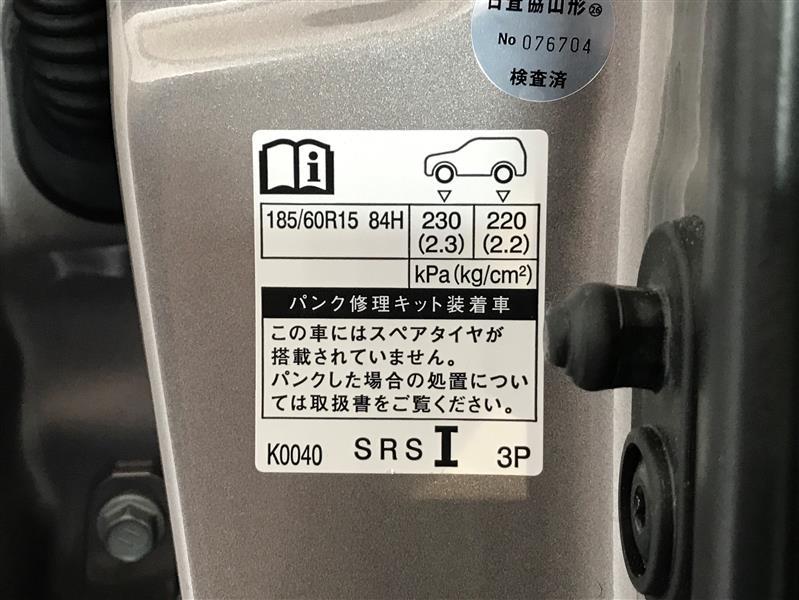 日査協山形㉖
No 076704
検査済
185/60R15 84H 230 220
(2.3) (2.2)
kPa(kg/cm²)
パンク修理キット装着車
この車にはスペアタイヤが
搭載されていません。
パンクした場合の処置につい
ては取扱書をご覧ください。
K0040 SRS I 3P